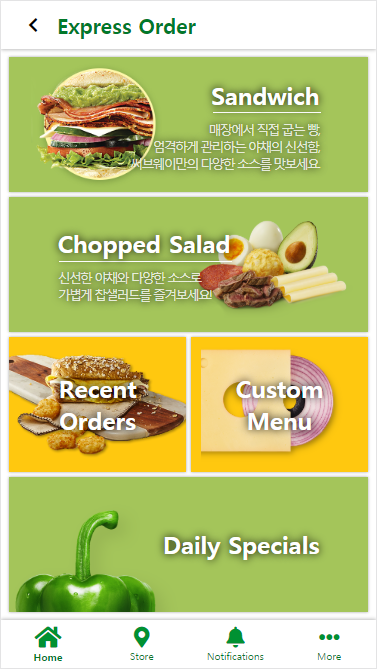 Express Order
Sandwich
매장에서 직접 굽는 빵,
엄격하게 관리하는 야채의 신선함,
써브웨이만의 다양한 소스를 맛보세요.
Chopped Salad
신선한 야채와 다양한 소스로
가볍게 찹샐러드를 즐겨보세요!
Recent
Orders
Custom
Menu
Daily Specials
Home
Store
Notifications
More